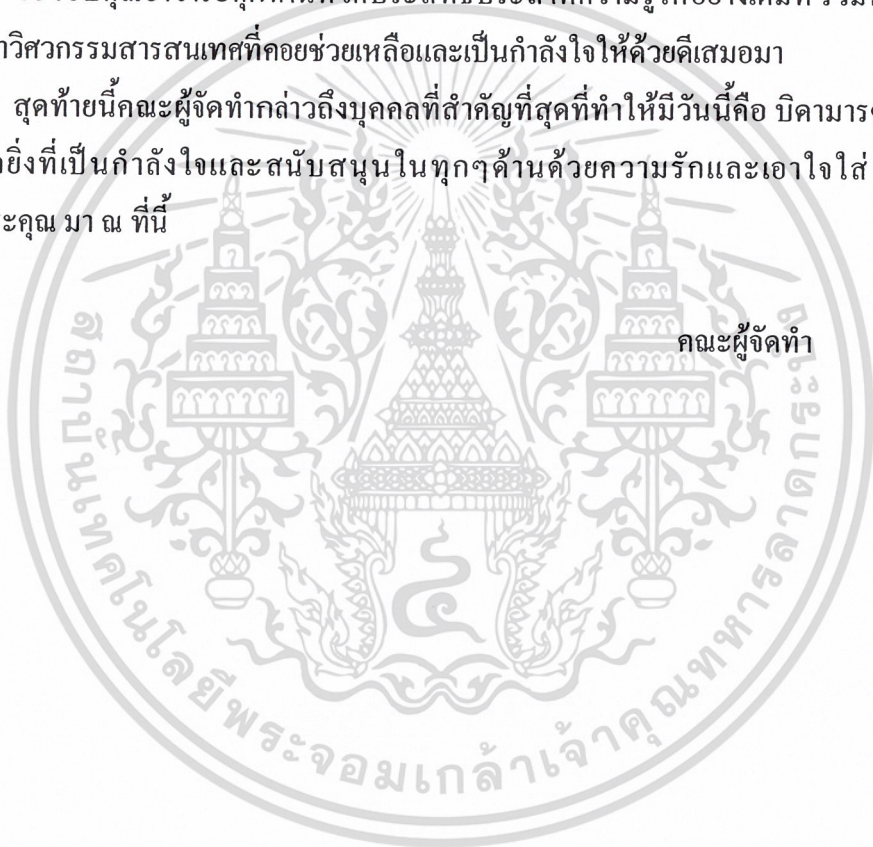 าวิศวกรรมสารสนเทศที่คอยช่วยเหลือและเป็นกำลังใจให้ด้วยดีเสมอมา
สุดท้ายนี้คณะผู้จัดทำกล่าวถึงบุคคลที่สำคัญที่สุดที่ทำให้มีวันนี้คือ บิดามาร
ยิ่งที่เป็นกำลังใจและสนับสนุนในทุกๆด้านด้วยความรักและเอาใจใส่
ะคุณ มา ณ ที่นี้
คณะผู้จัดทำ
สถาบันเทคโนโลยีพระจอมเกล้าเจ้าคุณทหารลาดกระบัง